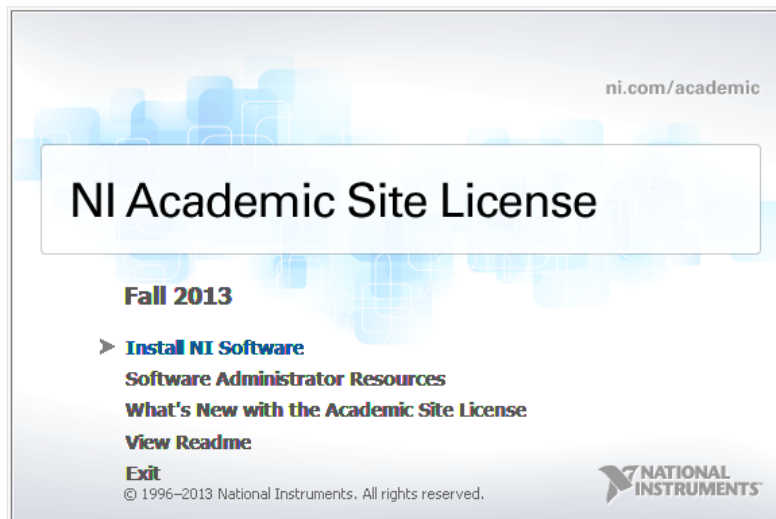 ni.com/academic
NI Academic Site License
Fall 2013
Install NI Software
Software Administrator Resources
What's New with the Academic Site License
View Readme
Exit
© 1996–2013 National Instruments. All rights reserved.
NATIONAL
INSTRUMENTS™